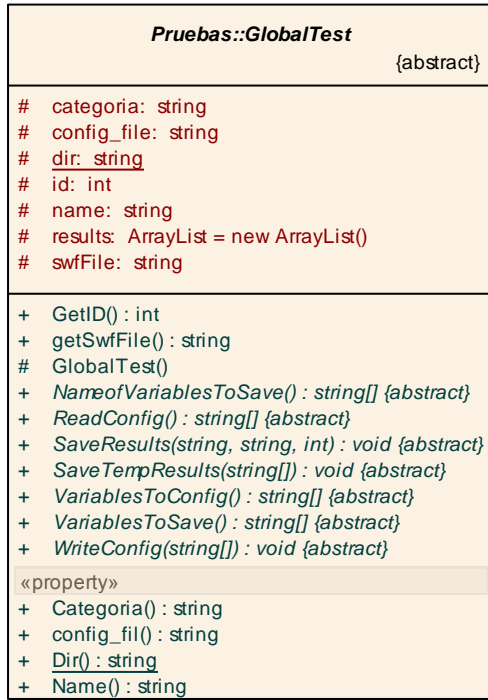 Pruebas::GlobalTest
{abstract}
# categoria: string
# config_file: string
# dir: string
# id: int
# name: string
# results: ArrayList = new ArrayList()
# swfFile: string
+ GetID() : int
+ getSwfFile() : string
# GlobalTest()
+ NameofVariablesToSave() : string[] {abstract}
+ ReadConfig() : string[] {abstract}
+ SaveResults(string, string, int) : void {abstract}
+ SaveTempResults(string[]) : void {abstract}
+ VariablesToConfig() : string[] {abstract}
+ VariablesToSave() : string[] {abstract}
+ WriteConfig(string[]) : void {abstract}
«property»
+ Categoria() : string
+ config_fil() : string
+ Dir() : string
+ Name() : string